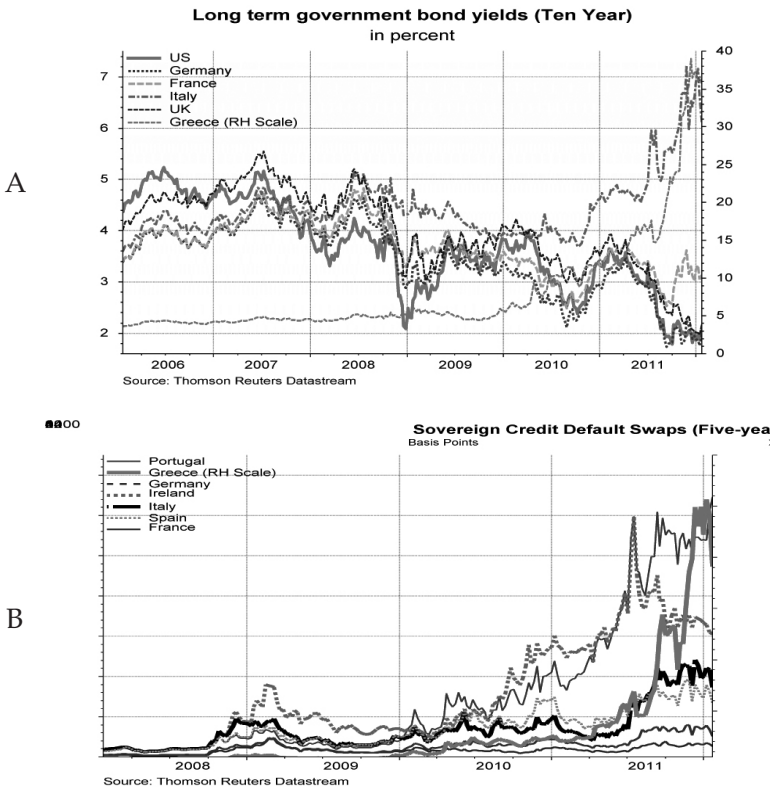 Long term government bond yields (Ten Year)
in percent
US
Germany
France
Italy
UK
Greece (RH Scale)
7
6
5
4
3
2
40
35
30
25
20
15
10
5
0
2006 2007 2008 2009 2010 2011
Source: Thomson Reuters Datastream
A
Sovereign Credit Default Swaps (Five-yea
Basis Points
Portugal
Greece (RH Scale)
Germany
Ireland
Italy
Spain
France
B
2008 2009 2010 2011
Source: Thomson Reuters Datastream